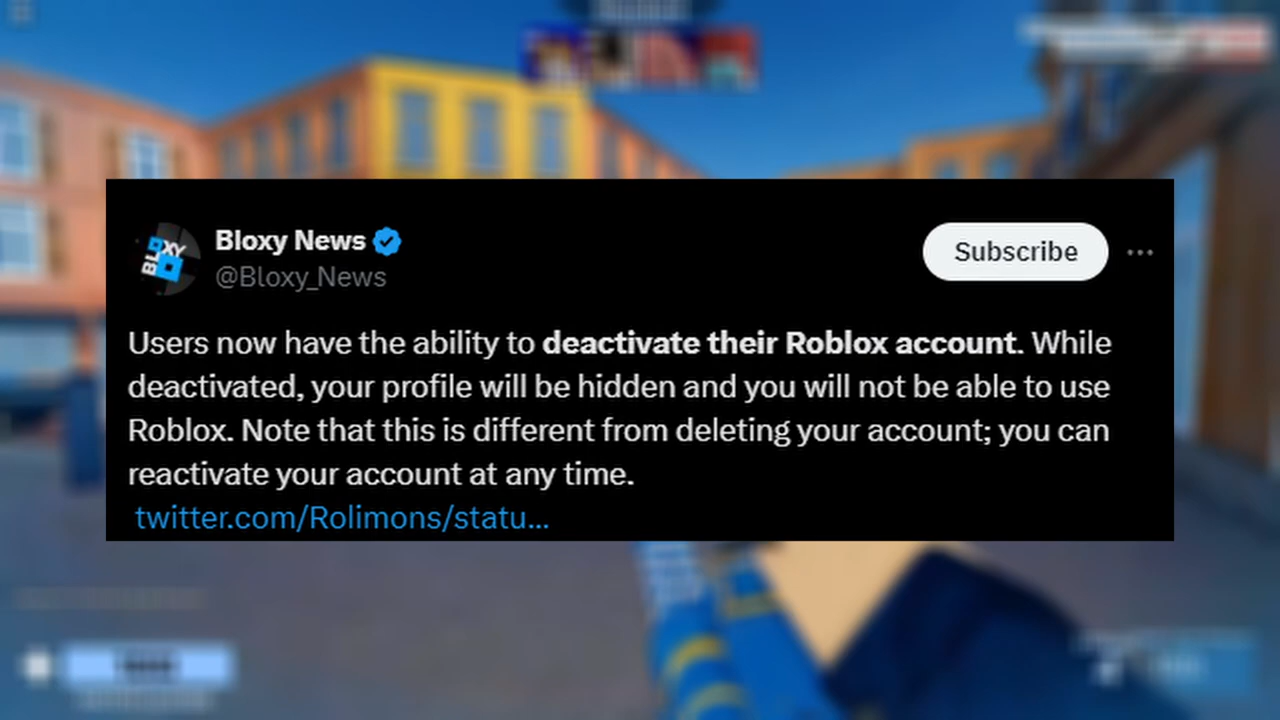 Bloxy News
@Bloxy_News
Subscribe
Users now have the ability to deactivate their Roblox account. While
deactivated, your profile will be hidden and you will not be able to use
Roblox. Note that this is different from deleting your account; you can
reactivate your account at any time.
twitter.com/Rolimons/statu...
BLOXY